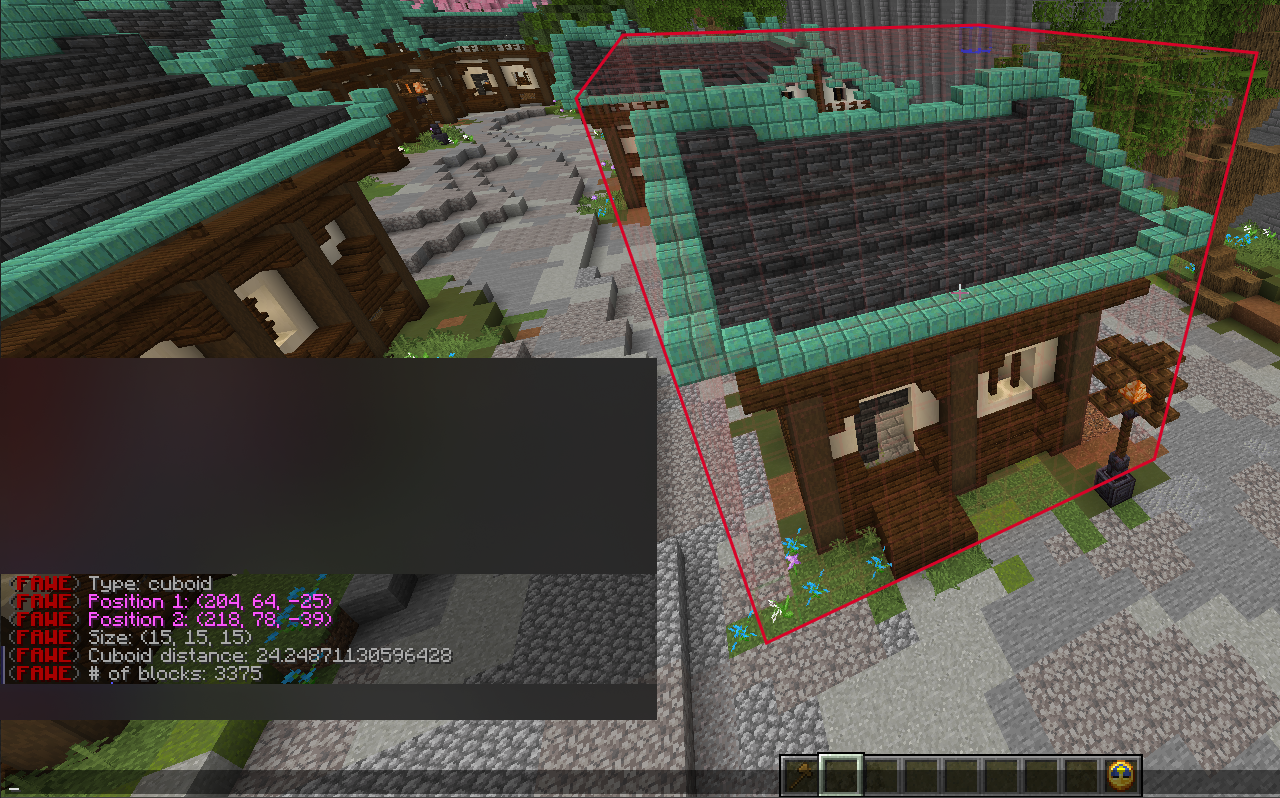 (FAWE) Type: cuboid
(FAWE) Position 1: (204, 64, -25)
(FAWE) Position 2: (218, 78, -39)
(FAWE) Size: (15, 15, 15)
(FAWE) Cuboid distance: 24.24871130596428
(FAWE) # of blocks: 3375